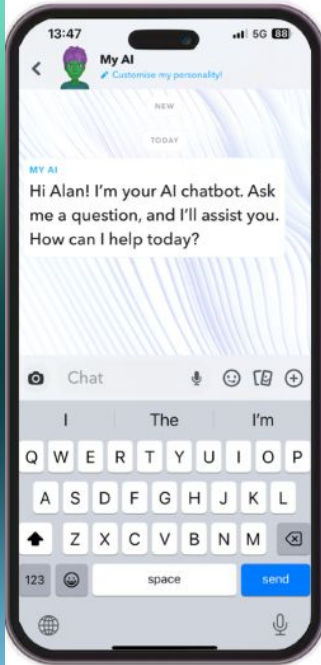 13:47
5G 88
My AI
Customise my personality!
NEW
TODAY
MY AI
Hi Alan! I'm your AI chatbot. Ask
me a question, and I'll assist you.
How can I help today?
Chat
I The I'm
Q W E R T Y U I O P
A S D F G H J K L
Z X C V B N M
123 space send